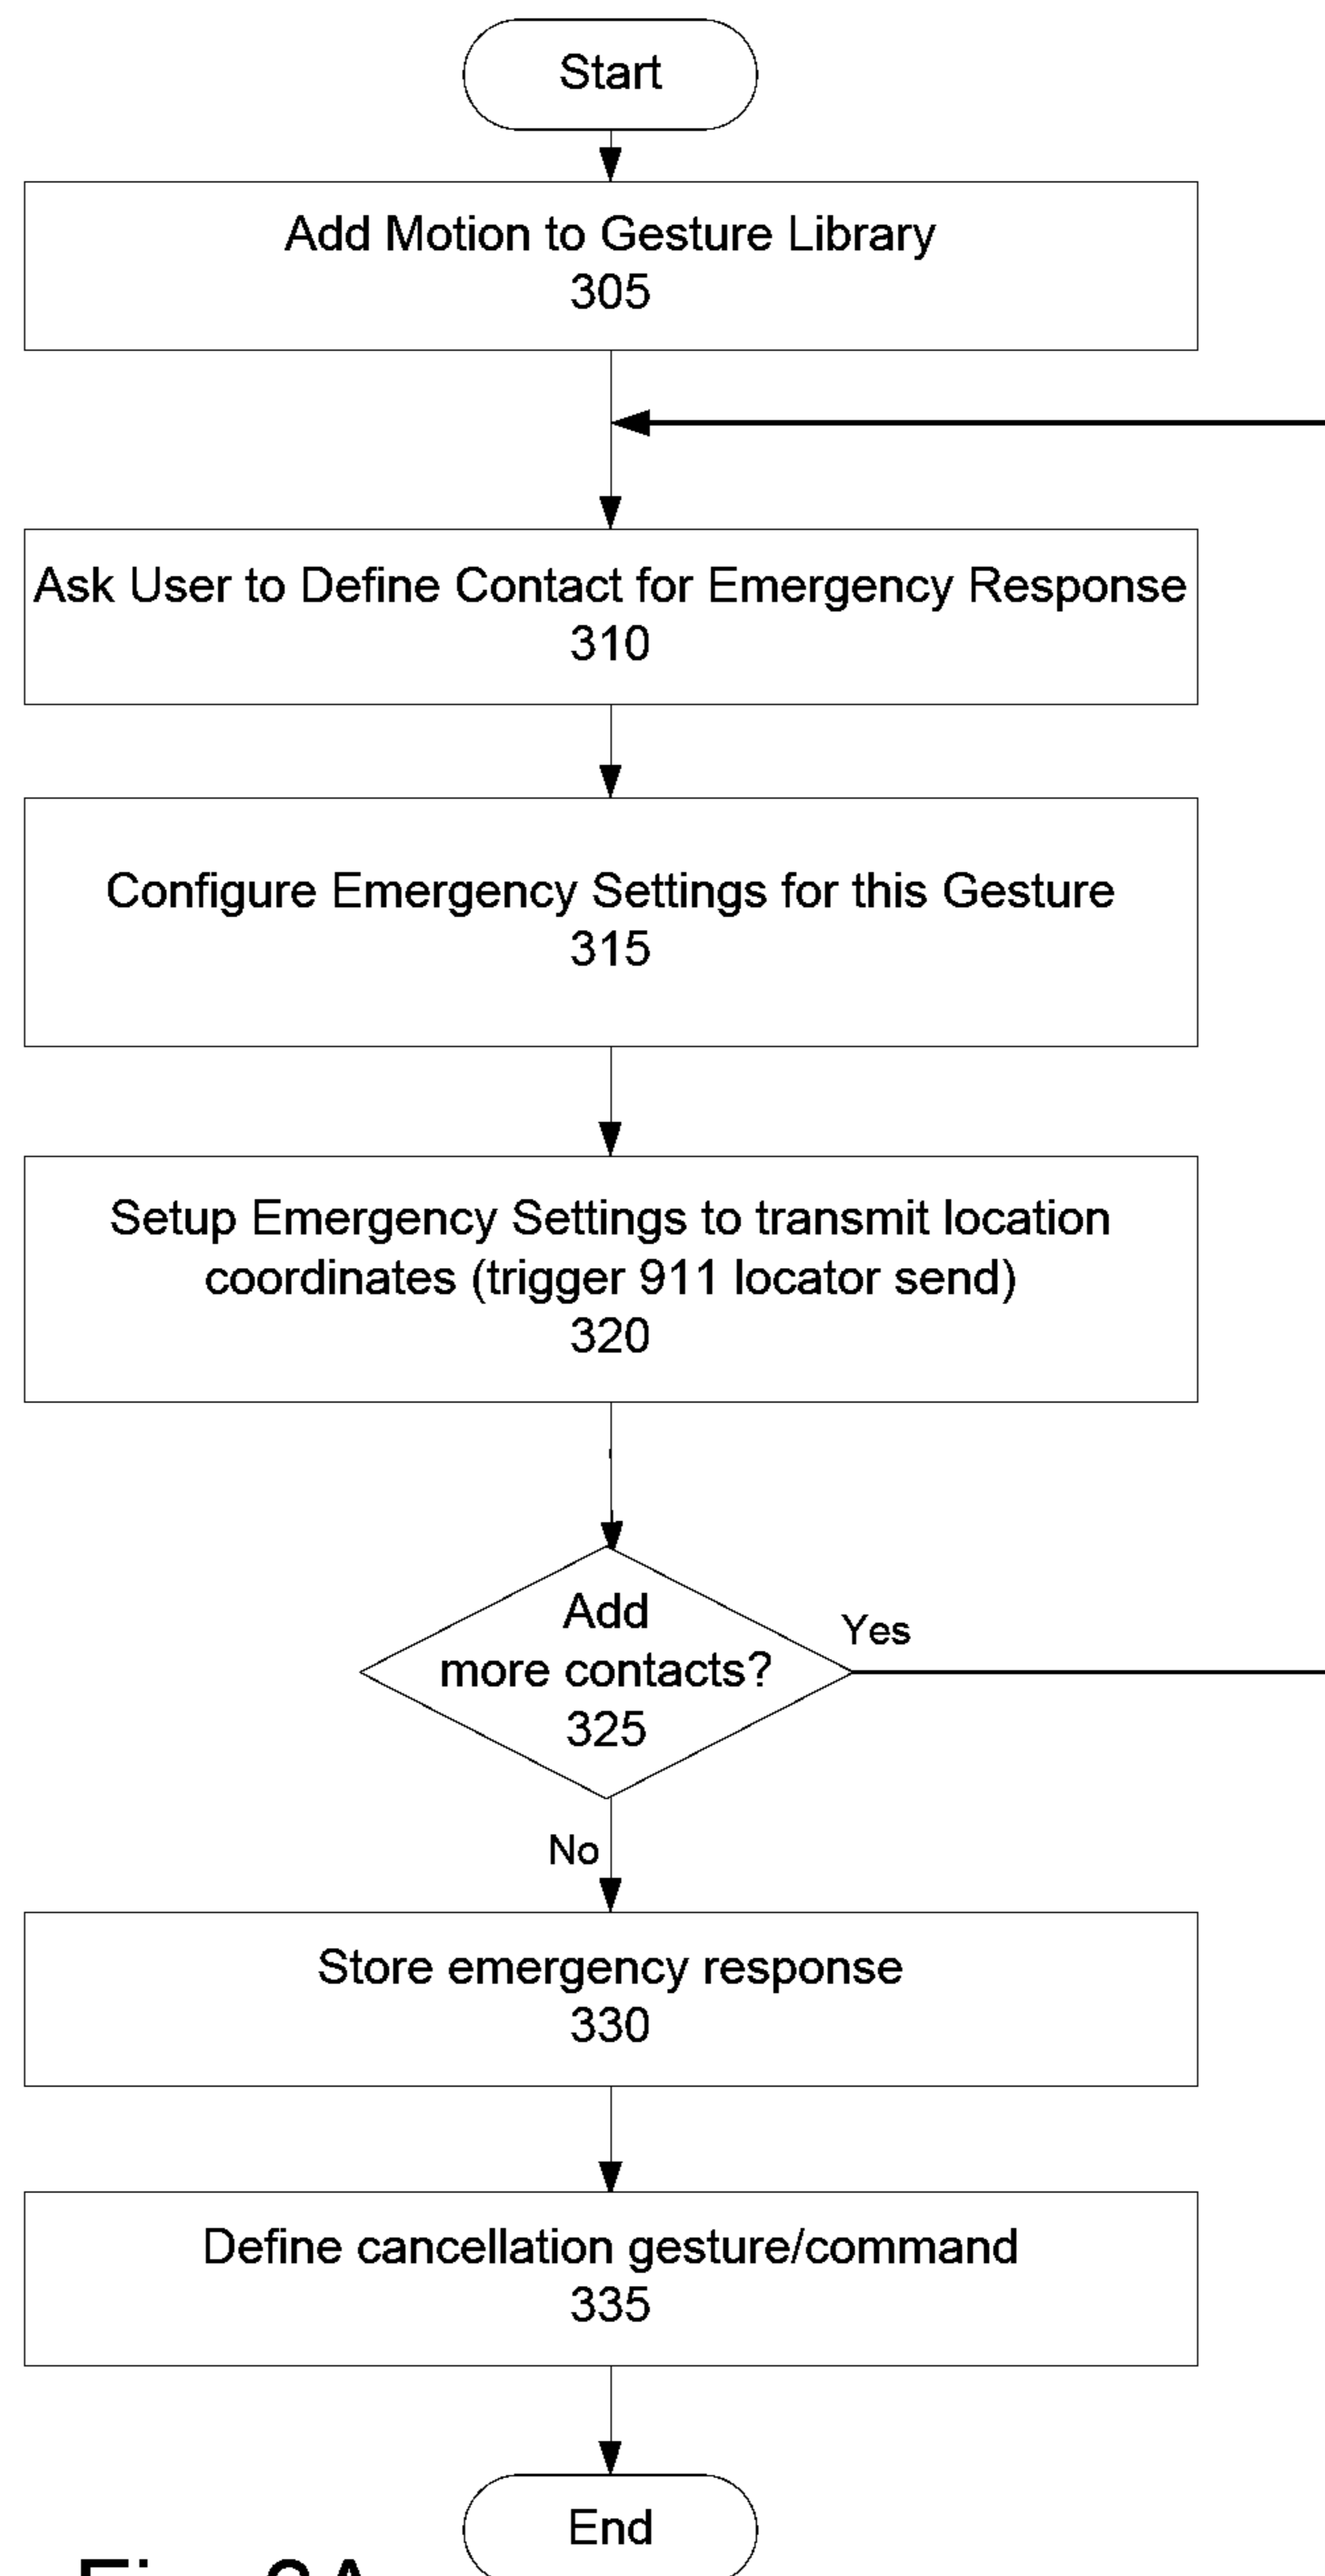 Start
Add Motion to Gesture Library
305
Ask User to Define Contact for Emergency Response
310
Configure Emergency Settings for this Gesture
315
Setup Emergency Settings to transmit location
coordinates (trigger 911 locator send)
320
Add
more contacts?
325
Yes
No
Store emergency response
330
Define cancellation gesture/command
335
End